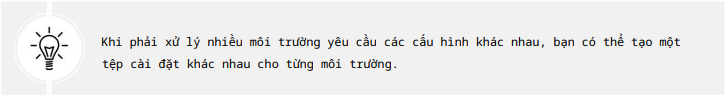 Khi phải xử lý nhiều môi trường yêu cầu các cấu hình khác nhau, bạn có thể tạo một
tệp cài đặt khác nhau cho từng môi trường.